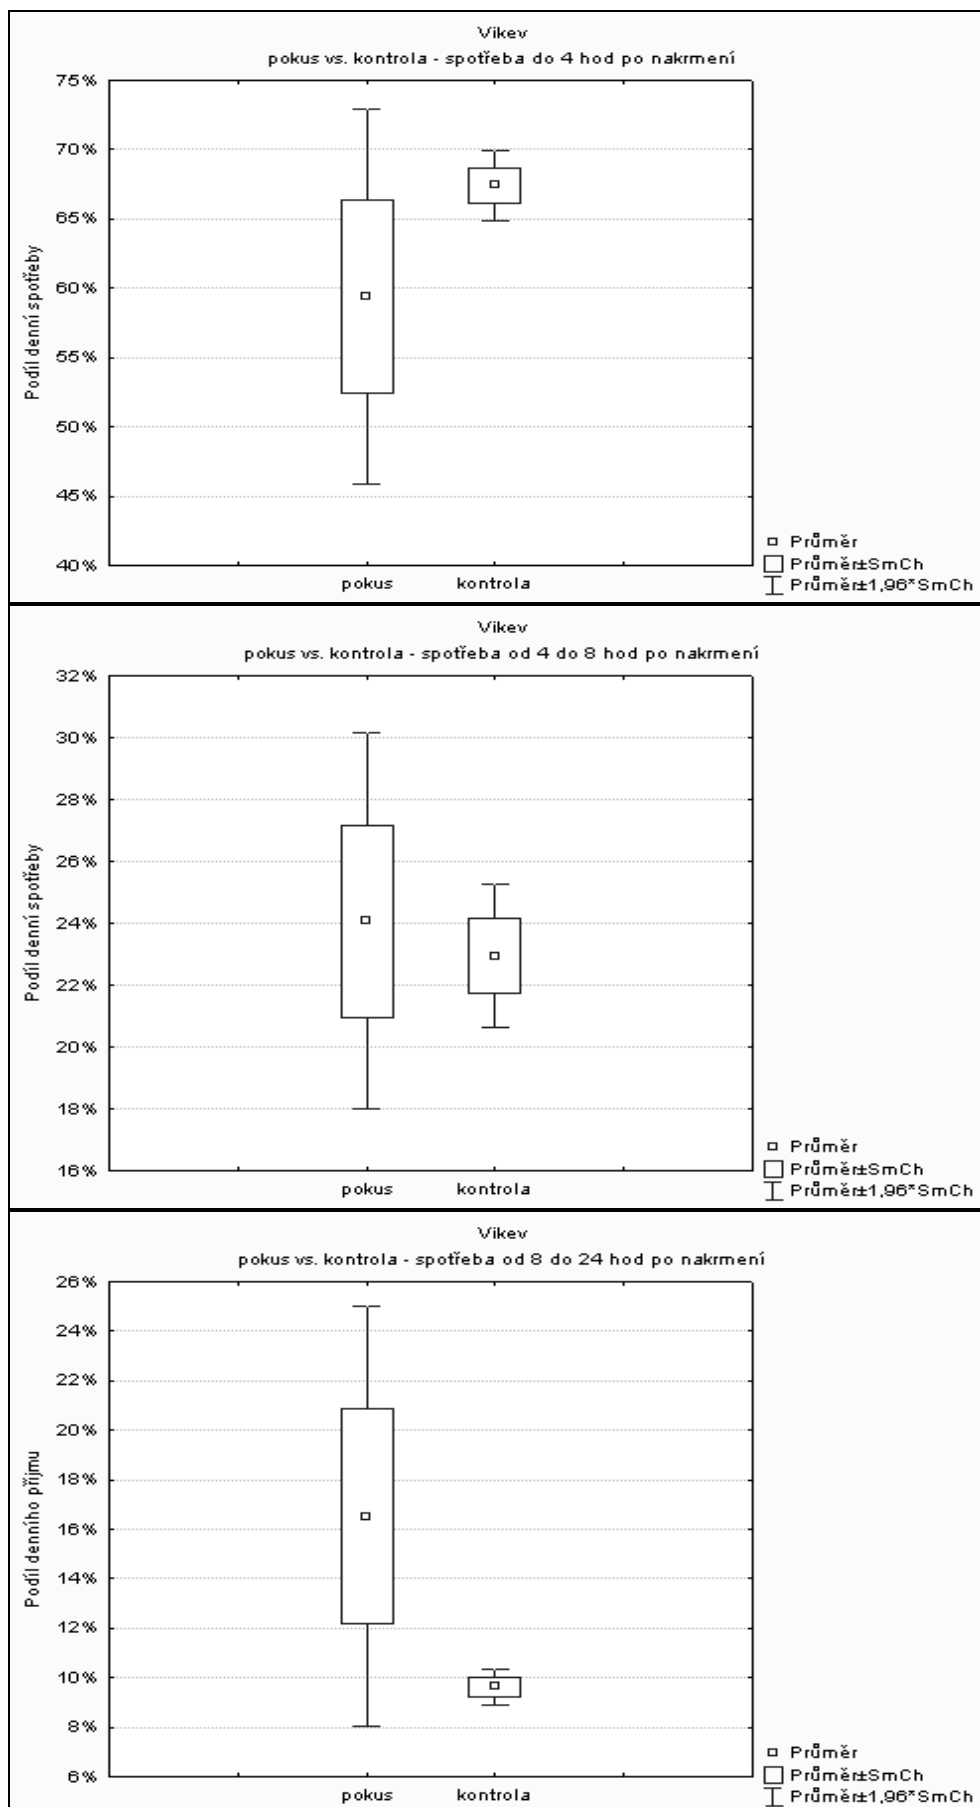 Vikev
pokus vs. kontrola - spotřeba do 4 hod po nakrmení
75%
70%
65%
60%
55%
50%
45%
40%
Podíl denní spotřeby
pokus kontrola
Průměr
Průměr±SmCh
Průměr±1,96*SmCh
Vikev
pokus vs. kontrola - spotřeba od 4 do 8 hod po nakrmení
32%
30%
28%
26%
24%
22%
20%
18%
16%
Podíl denní spotřeby
pokus kontrola
Průměr
Průměr±SmCh
Průměr±1,96*SmCh
Vikev
pokus vs. kontrola - spotřeba od 8 do 24 hod po nakrmení
26%
24%
22%
20%
18%
16%
14%
12%
10%
8%
6%
Podíl denního příjmu
pokus kontrola
Průměr
Průměr±SmCh
Průměr±1,96*SmCh